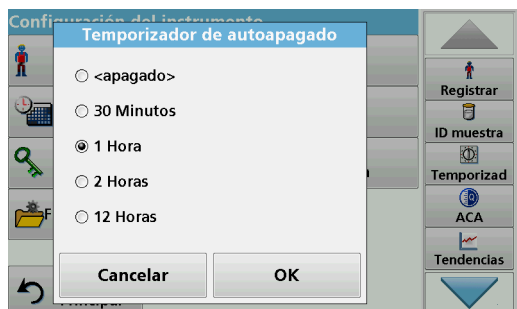 Configuración del instrumento
Temporizador de autoapagado
<apagado>
30 Minutos
1 Hora
2 Horas
12 Horas
Cancelar
OK
Principal
Registrar
ID muestra
Temporizad
ACA
Tendencias